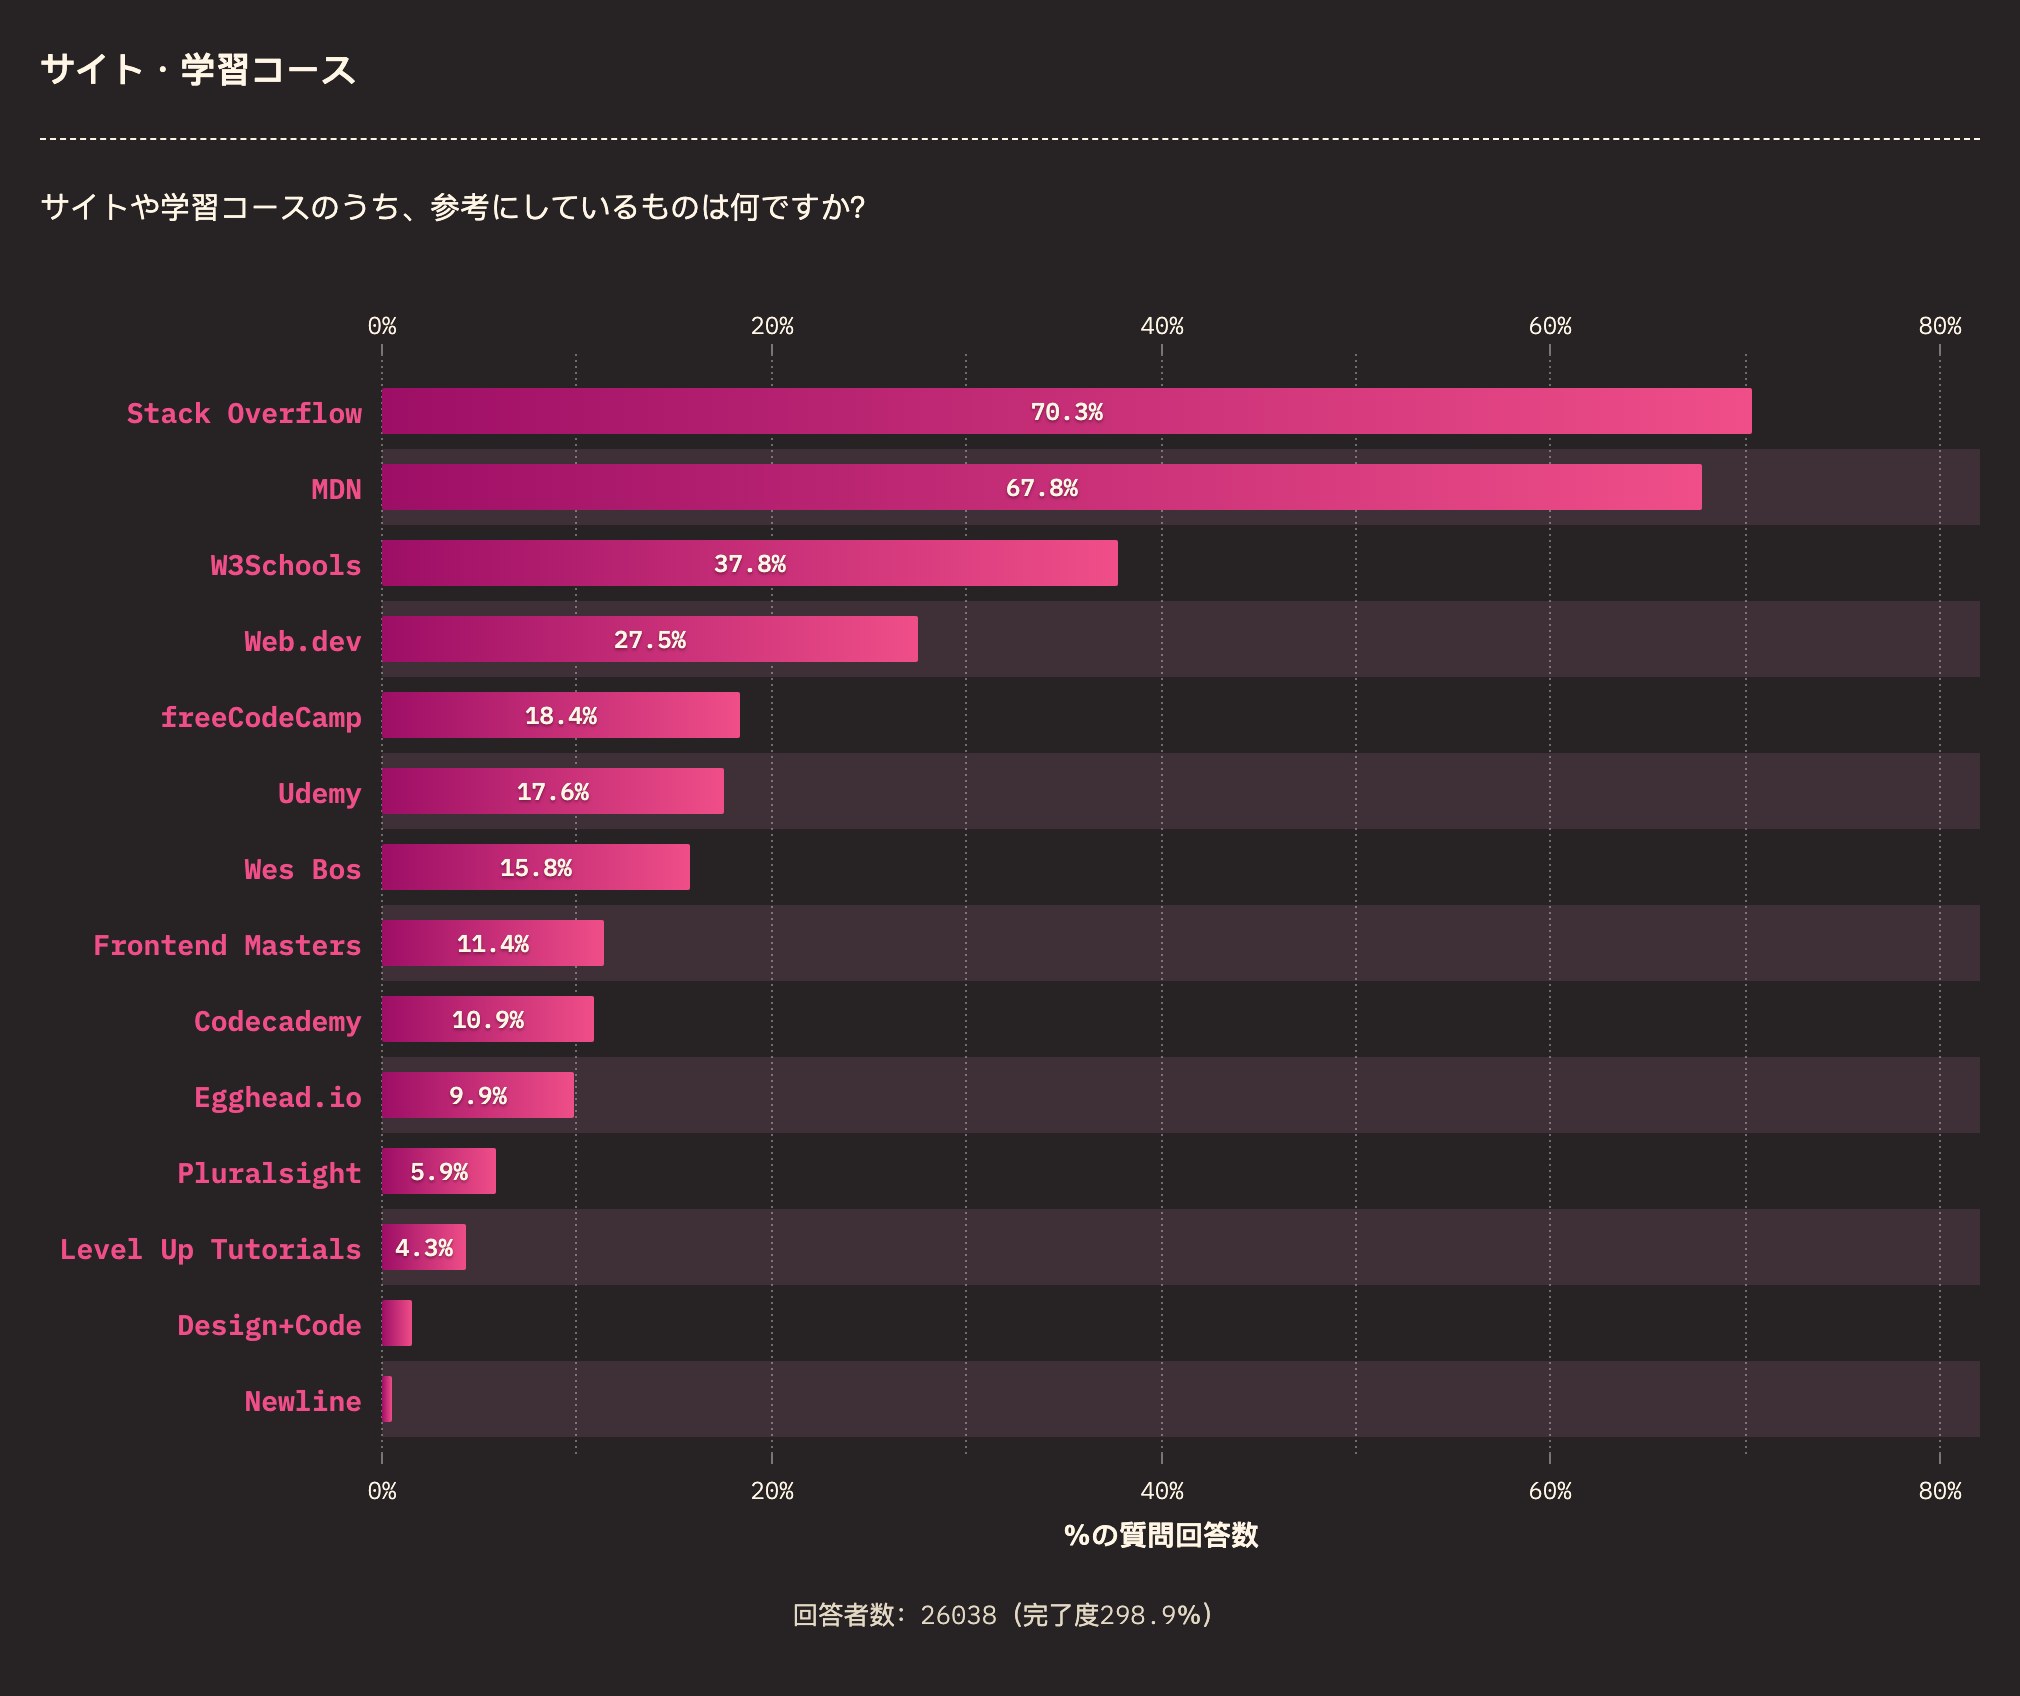 サイト・学習コース
サイトや学習コースのうち、参考にしているものは何ですか?
0% 20% 40% 60% 80%
Stack Overflow 70.3%
MDN 67.8%
W3Schools 37.8%
Web.dev 27.5%
freeCodeCamp 18.4%
Udemy 17.6%
Wes Bos 15.8%
Frontend Masters 11.4%
Codecademy 10.9%
Egghead.io 9.9%
Pluralsight 5.9%
Level Up Tutorials 4.3%
Design+Code
Newline
0% 20% 40% 60% 80%
%の質問回答数
回答者数: 26038 (完了度298.9%)